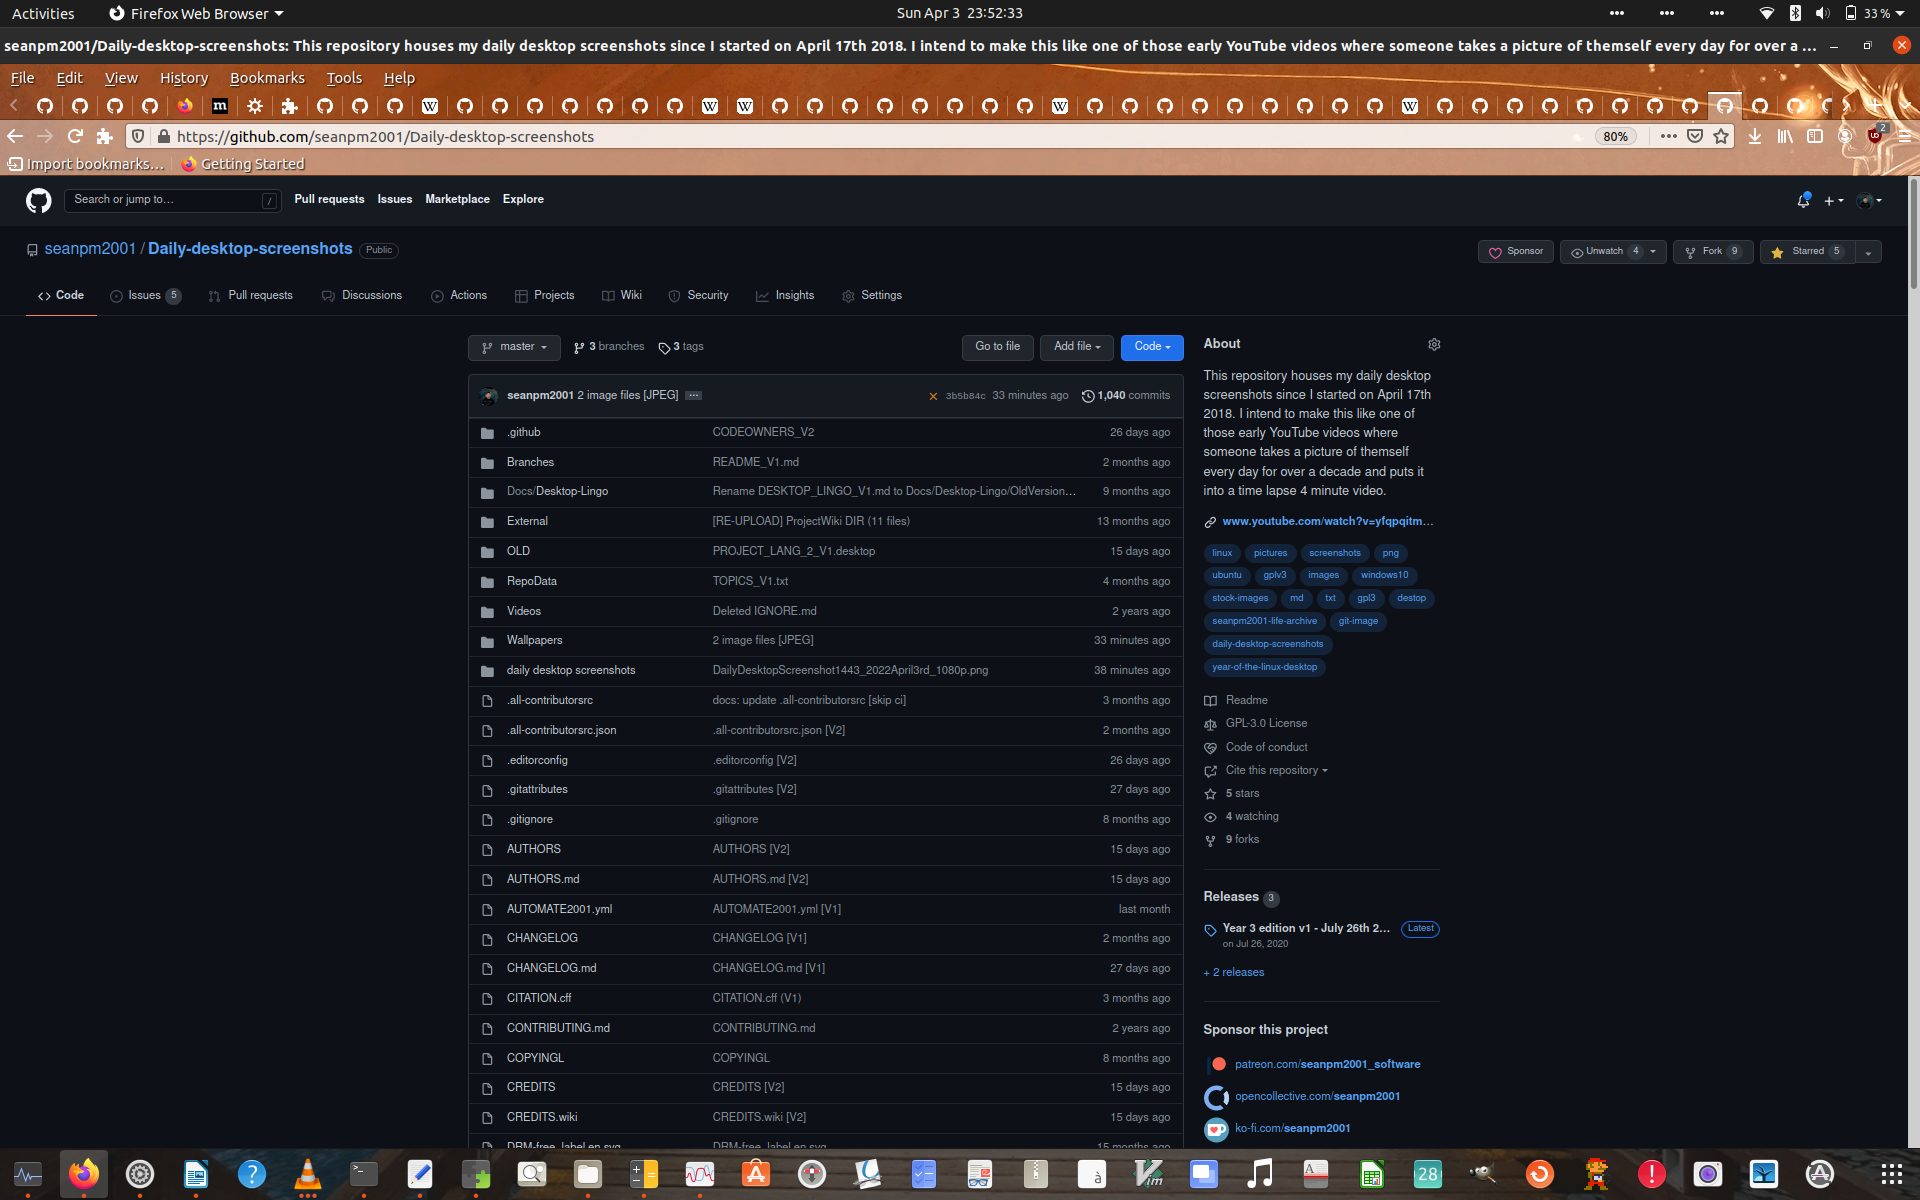 Activities
Firefox Web Browser
Sun Apr 3 23:52:33
33 %
seanpm2001/Daily-desktop-screenshots: This repository houses my daily desktop screenshots since I started on April 17th 2018. I intend to make this like one of those early YouTube videos where someone takes a picture of themself every day for over a ...
File Edit View History Bookmarks Tools Help
https://github.com/seanpm2001/Daily-desktop-screenshots
80%
2
Import bookmarks...
Getting Started
Search or jump to...
/
Pull requests Issues Marketplace Explore
seanpm2001 / Daily-desktop-screenshots
Public
Sponsor
Unwatch 4
Fork 9
Starred 5
Code
Issues 5
Pull requests
Discussions
Actions
Projects
Wiki
Security
Insights
Settings
master
3 branches
3 tags
Go to file
Add file
Code
seanpm2001 2 image files [JPEG] ...
3b5b84c 33 minutes ago
1,040 commits
.github CODEOWNERS_V2 26 days ago
Branches README_V1.md 2 months ago
Docs/Desktop-Lingo Rename DESKTOP_LINGO_V1.md to Docs/Desktop-Lingo/OldVersion... 9 months ago
External [RE-UPLOAD] ProjectWiki DIR (11 files) 13 months ago
OLD PROJECT_LANG_2_V1.desktop 15 days ago
RepoData TOPICS_V1.txt 4 months ago
Videos Deleted IGNORE.md 2 years ago
Wallpapers 2 image files [JPEG] 33 minutes ago
daily desktop screenshots DailyDesktopScreenshot1443_2022April3rd_1080p.png 38 minutes ago
.all-contributorsrc docs: update .all-contributorsrc [skip ci] 3 months ago
.all-contributorsrc.json .all-contributorsrc.json [V2] 2 months ago
.editorconfig .editorconfig [V2] 26 days ago
.gitattributes .gitattributes [V2] 27 days ago
.gitignore .gitignore 8 months ago
AUTHORS AUTHORS [V2] 15 days ago
AUTHORS.md AUTHORS.md [V2] 15 days ago
AUTOMATE2001.yml AUTOMATE2001.yml [V1] last month
CHANGELOG CHANGELOG [V1] 2 months ago
CHANGELOG.md CHANGELOG.md [V1] 27 days ago
CITATION.cff CITATION.cff (V1) 3 months ago
CONTRIBUTING.md CONTRIBUTING.md 2 years ago
COPYINGL COPYINGL 8 months ago
CREDITS CREDITS [V2] 15 days ago
CREDITS.wiki CREDITS.wiki [V2] 15 days ago
DRM-free_label.en.svg DRM-free_label.en.svg 15 months ago
About
This repository houses my daily desktop
screenshots since I started on April 17th
2018. I intend to make this like one of
those early YouTube videos where
someone takes a picture of themself
every day for over a decade and puts it
into a time lapse 4 minute video.
www.youtube.com/watch?v=yfqpqitm...
linux pictures screenshots png
ubuntu gplv3 images windows10
stock-images md txt gpl3 destop
seanpm2001-life-archive git-image
daily-desktop-screenshots
year-of-the-linux-desktop
Readme
GPL-3.0 License
Code of conduct
Cite this repository
5 stars
4 watching
9 forks
Releases 3
Year 3 edition v1 - July 26th 2... Latest
on Jul 26, 2020
+ 2 releases
Sponsor this project
patreon.com/seanpm2001_software
opencollective.com/seanpm2001
ko-fi.com/seanpm2001
28